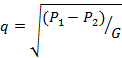 q = √((P₁ − P₂)/G)